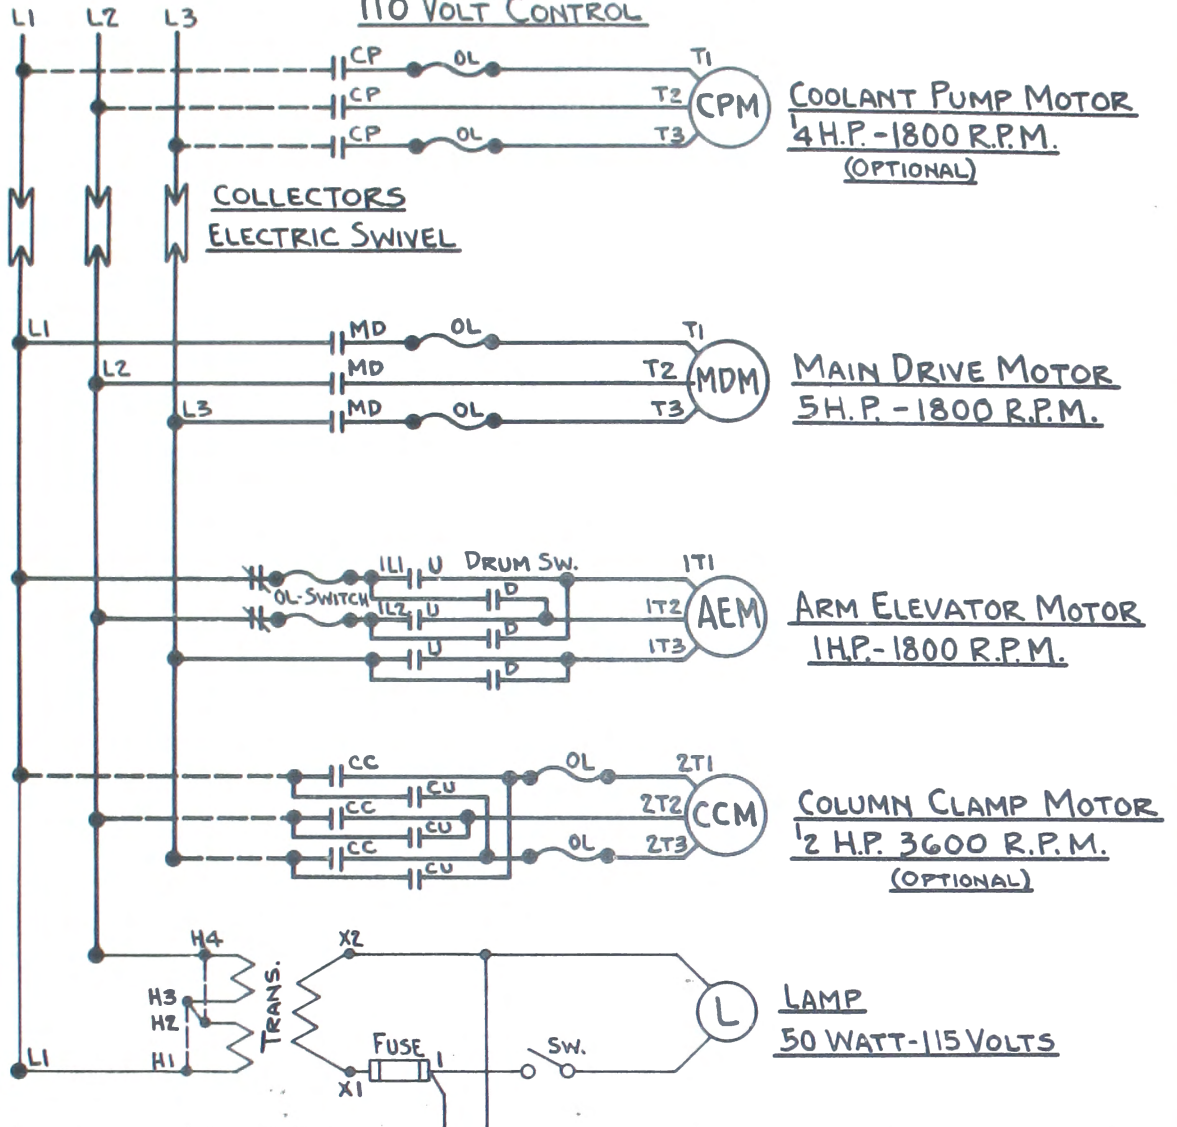 110 VOLT CONTROL
L1 L2 L3
CP OL T1
CP T2 CPM
CP OL T3
COOLANT PUMP MOTOR
1/4 H.P.-1800 R.P.M.
(OPTIONAL)
COLLECTORS
ELECTRIC SWIVEL
L1 MD OL T1
L2 MD T2 MDM
L3 MD OL T3
MAIN DRIVE MOTOR
5 H.P. -1800 R.P.M.
1L1 U DRUM SW. 1T1
OL-SWITCH D
1L2 U 1T2 AEM
D
U 1T3
D
ARM ELEVATOR MOTOR
1 H.P.-1800 R.P.M.
CC OL 2T1
CU
CC 2T2 CCM
CU
CC OL 2T3
CU
COLUMN CLAMP MOTOR
1/2 H.P. 3600 R.P.M.
(OPTIONAL)
H4 X2
H3 TRANS.
H2
L1 H1 X1
FUSE 1 SW.
L
LAMP
50 WATT-115 VOLTS